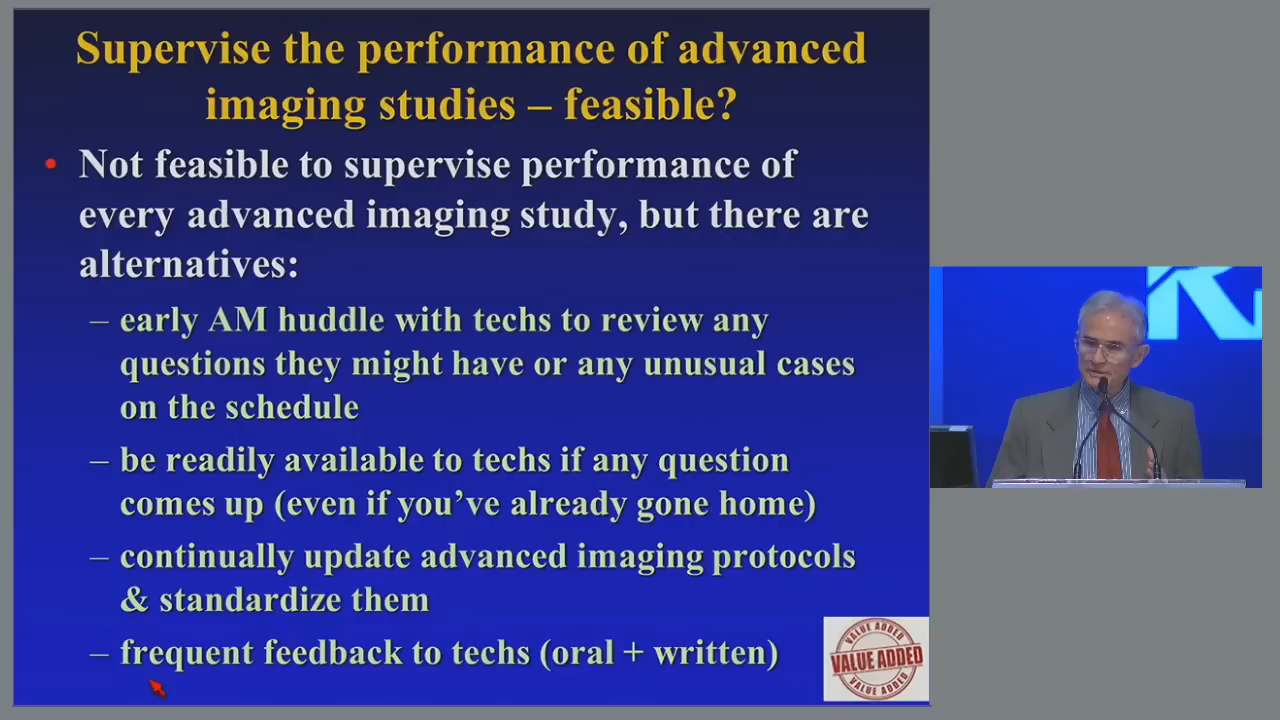 Supervise the performance of advanced
imaging studies – feasible?
• Not feasible to supervise performance of
every advanced imaging study, but there are
alternatives:
– early AM huddle with techs to review any
questions they might have or any unusual cases
on the schedule
– be readily available to techs if any question
comes up (even if you’ve already gone home)
– continually update advanced imaging protocols
& standardize them
– frequent feedback to techs (oral + written)
VALUE ADDED
VALUE ADDED
VALUE ADDED